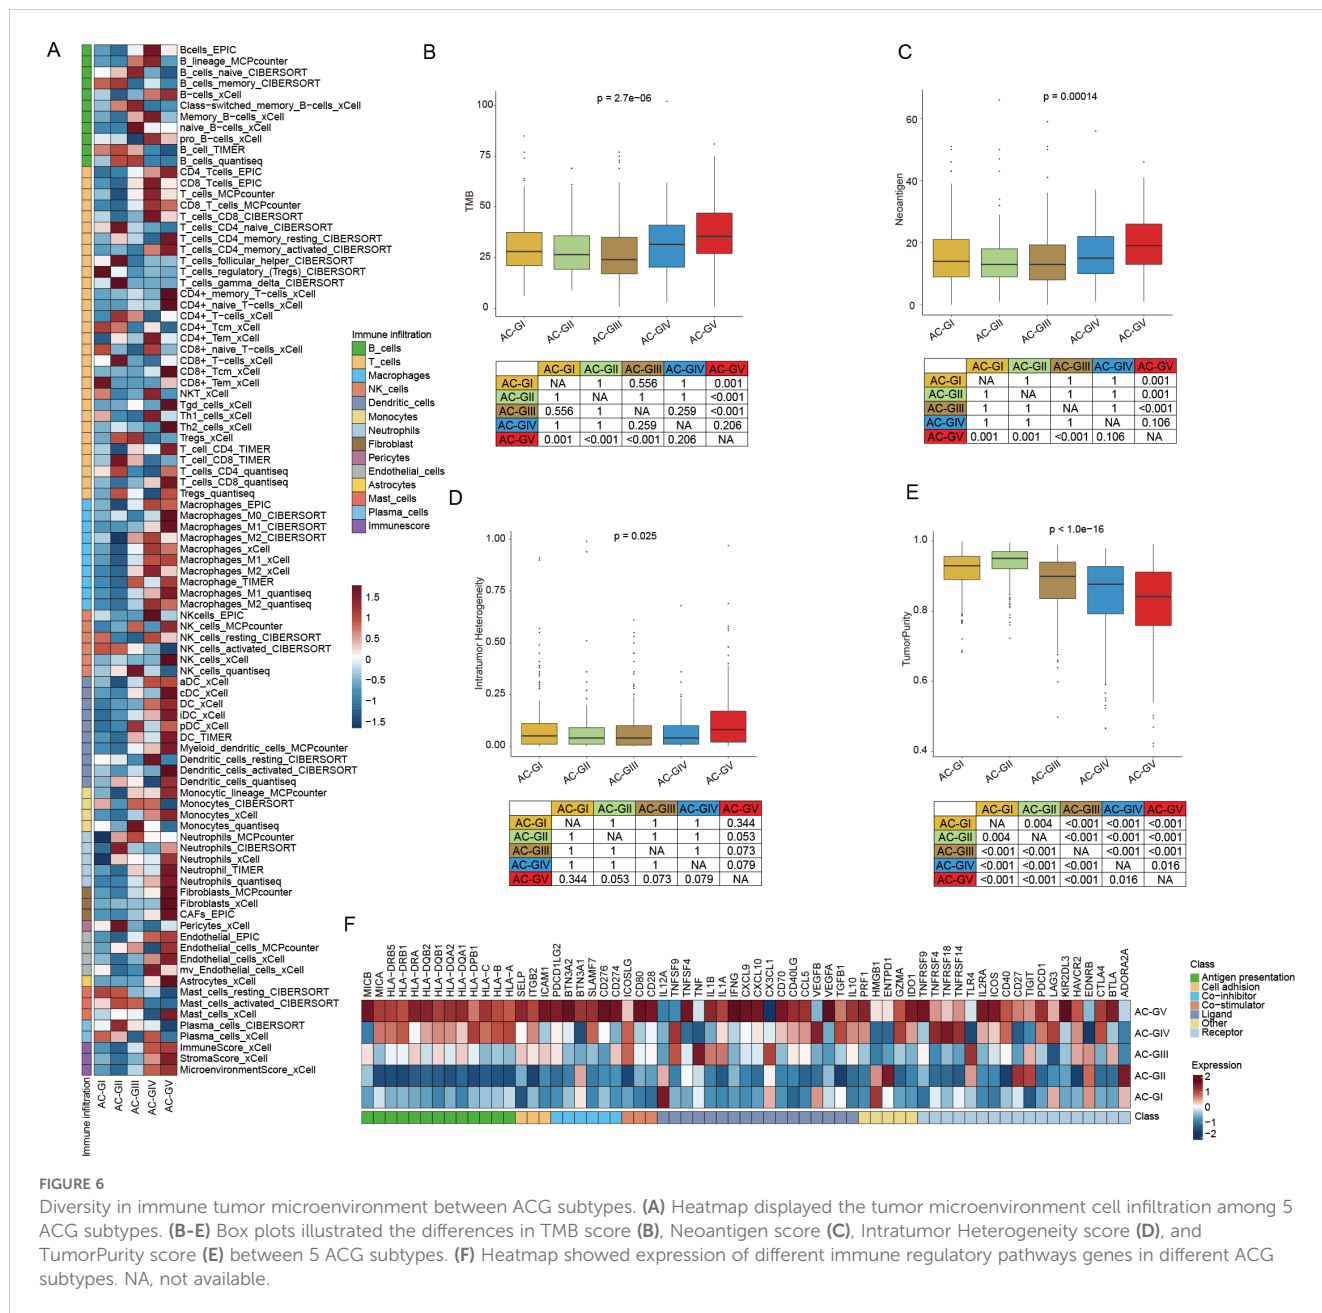 A
Bcells_EPIC
B_lineage_MCPcounter
B_cells_naive_CIBERSORT
B_cells_memory_CIBERSORT
B-cells_xCell
Class-switched_memory_B-cells_xCell
Memory_B-cells_xCell
naive_B-cells_xCell
pro_B-cells_xCell
B_cell_TIMER
B_cells_quantiseq
CD4_Tcells_EPIC
CD8_Tcells_EPIC
T_cells_MCPcounter
CD8_T_cells_MCPcounter
T_cells_CD8_CIBERSORT
T_cells_CD4_naive_CIBERSORT
T_cells_CD4_memory_resting_CIBERSORT
T_cells_CD4_memory_activated_CIBERSORT
T_cells_follicular_helper_CIBERSORT
T_cells_regulatory_(Tregs)_CIBERSORT
T_cells_gamma_delta_CIBERSORT
CD4+_memory_T-cells_xCell
CD4+_naive_T-cells_xCell
CD4+_T-cells_xCell
CD4+_Tcm_xCell
CD4+_Tem_xCell
CD8+_naive_T-cells_xCell
CD8+_T-cells_xCell
CD8+_Tcm_xCell
CD8+_Tem_xCell
NKT_xCell
Tgd_cells_xCell
Th1_cells_xCell
Th2_cells_xCell
Tregs_xCell
T_cell_CD4_TIMER
T_cell_CD8_TIMER
T_cells_CD4_quantiseq
T_cells_CD8_quantiseq
Tregs_quantiseq
Macrophages_EPIC
Macrophages_M0_CIBERSORT
Macrophages_M1_CIBERSORT
Macrophages_M2_CIBERSORT
Macrophages_xCell
Macrophages_M1_xCell
Macrophages_M2_xCell
Macrophage_TIMER
Macrophages_M1_quantiseq
Macrophages_M2_quantiseq
NKcells_EPIC
NK_cells_MCPcounter
NK_cells_resting_CIBERSORT
NK_cells_activated_CIBERSORT
NK_cells_xCell
NK_cells_quantiseq
aDC_xCell
cDC_xCell
DC_xCell
iDC_xCell
pDC_xCell
DC_TIMER
Myeloid_dendritic_cells_MCPcounter
Dendritic_cells_resting_CIBERSORT
Dendritic_cells_activated_CIBERSORT
Dendritic_cells_quantiseq
Monocytic_lineage_MCPcounter
Monocytes_CIBERSORT
Monocytes_xCell
Monocytes_quantiseq
Neutrophils_MCPcounter
Neutrophils_CIBERSORT
Neutrophils_xCell
Neutrophil_TIMER
Neutrophils_quantiseq
Fibroblasts_MCPcounter
Fibroblasts_xCell
CAFs_EPIC
Pericytes_xCell
Endothelial_EPIC
Endothelial_cells_MCPcounter
Endothelial_cells_xCell
mv_Endothelial_cells_xCell
Astrocytes_xCell
Mast_cells_resting_CIBERSORT
Mast_cells_activated_CIBERSORT
Mast_cells_xCell
Plasma_cells_CIBERSORT
Plasma_cells_xCell
ImmuneScore_xCell
StromaScore_xCell
MicroenvironmentScore_xCell
Immune infiltration
AC-GI
AC-GII
AC-GIII
AC-GIV
AC-GV
Immune infiltration
B_cells
T_cells
Macrophages
NK_cells
Dendritic_cells
Monocytes
Neutrophils
Fibroblast
Pericytes
Endothelial_cells
Astrocytes
Mast_cells
Plasma_cells
Immunescore
1.5
1
0.5
0
−0.5
−1
−1.5
B
p = 2.7e-06
TMB
100
75
50
25
0
AC-GI AC-GII AC-GIII AC-GIV AC-GV
AC-GI AC-GII AC-GIII AC-GIV AC-GV
AC-GI NA 1 0.556 1 0.001
AC-GII 1 NA 1 1 <0.001
AC-GIII 0.556 1 NA 0.259 <0.001
AC-GIV 1 1 0.259 NA 0.206
AC-GV 0.001 <0.001 <0.001 0.206 NA
C
p = 0.00014
Neoantigen
60
40
20
0
AC-GI AC-GII AC-GIII AC-GIV AC-GV
AC-GI AC-GII AC-GIII AC-GIV AC-GV
AC-GI NA 1 1 1 0.001
AC-GII 1 NA 1 1 0.001
AC-GIII 1 1 NA 1 <0.001
AC-GIV 1 1 1 NA 0.106
AC-GV 0.001 0.001 <0.001 0.106 NA
D
p = 0.025
Intratumor Heterogeneity
1.00
0.75
0.50
0.25
0.00
AC-GI AC-GII AC-GIII AC-GIV AC-GV
AC-GI AC-GII AC-GIII AC-GIV AC-GV
AC-GI NA 1 1 1 0.344
AC-GII 1 NA 1 1 0.053
AC-GIII 1 1 NA 1 0.073
AC-GIV 1 1 1 NA 0.079
AC-GV 0.344 0.053 0.073 0.079 NA
E
p < 1.0e-16
TumorPurity
1.0
0.8
0.6
0.4
AC-GI AC-GII AC-GIII AC-GIV AC-GV
AC-GI AC-GII AC-GIII AC-GIV AC-GV
AC-GI NA 0.004 <0.001 <0.001 <0.001
AC-GII 0.004 NA <0.001 <0.001 <0.001
AC-GIII <0.001 <0.001 NA <0.001 <0.001
AC-GIV <0.001 <0.001 <0.001 NA 0.016
AC-GV <0.001 <0.001 <0.001 0.016 NA
F
MICB
MICA
HLA-DRB5
HLA-DRB1
HLA-DRA
HLA-DQB2
HLA-DQB1
HLA-DQA2
HLA-DQA1
HLA-DPB1
HLA-C
HLA-B
HLA-A
SELP
ITGB2
ICAM1
PDCD1LG2
BTN3A2
BTN3A1
SLAMF7
CD276
CD274
ICOSLG
CD80
CD28
IL12A
TNFSF9
TNFSF4
TNF
IL1B
IL1A
IFNG
CXCL9
CXCL10
CX3CL1
CD70
CD40LG
CCL5
VEGFB
VEGFA
TGFB1
IL10
PRF1
HMGB1
ENTPD1
GZMA
IDO1
TNFRSF9
TNFRSF4
TNFRSF18
TNFRSF14
TLR4
IL2RA
ICOS
CD40
CD27
TIGIT
PDCD1
LAG3
KIR2DL3
HAVCR2
EDNRB
CTLA4
BTLA
ADORA2A
AC-GV
AC-GIV
AC-GIII
AC-GII
AC-GI
Class
Class
Antigen presentation
Cell adhision
Co-inhibitor
Co-stimulator
Ligand
Other
Receptor
Expression
2
1
0
−1
−2
FIGURE 6
Diversity in immune tumor microenvironment between ACG subtypes. (A) Heatmap displayed the tumor microenvironment cell infiltration among 5
ACG subtypes. (B-E) Box plots illustrated the differences in TMB score (B), Neoantigen score (C), Intratumor Heterogeneity score (D), and
TumorPurity score (E) between 5 ACG subtypes. (F) Heatmap showed expression of different immune regulatory pathways genes in different ACG
subtypes. NA, not available.